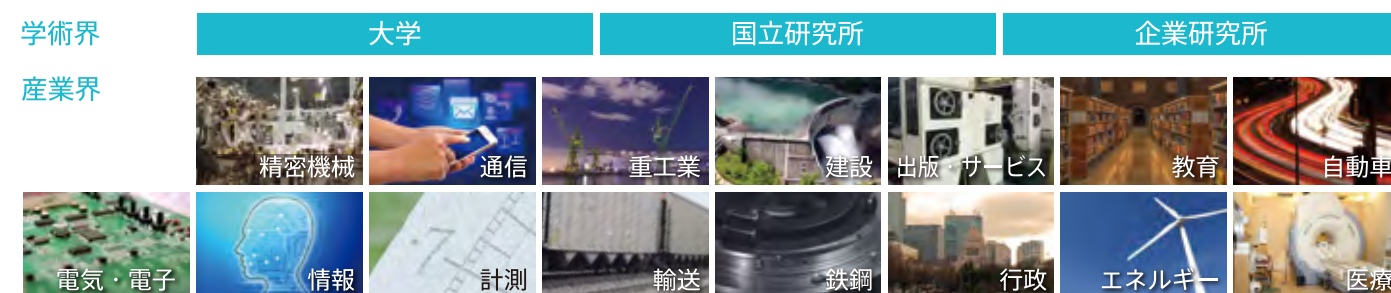 学術界
大学
国立研究所
企業研究所
産業界
精密機械
通信
重工業
建設
出版・サービス
教育
自動車
電気・電子
情報
計測
輸送
鉄鋼
行政
エネルギー
医療